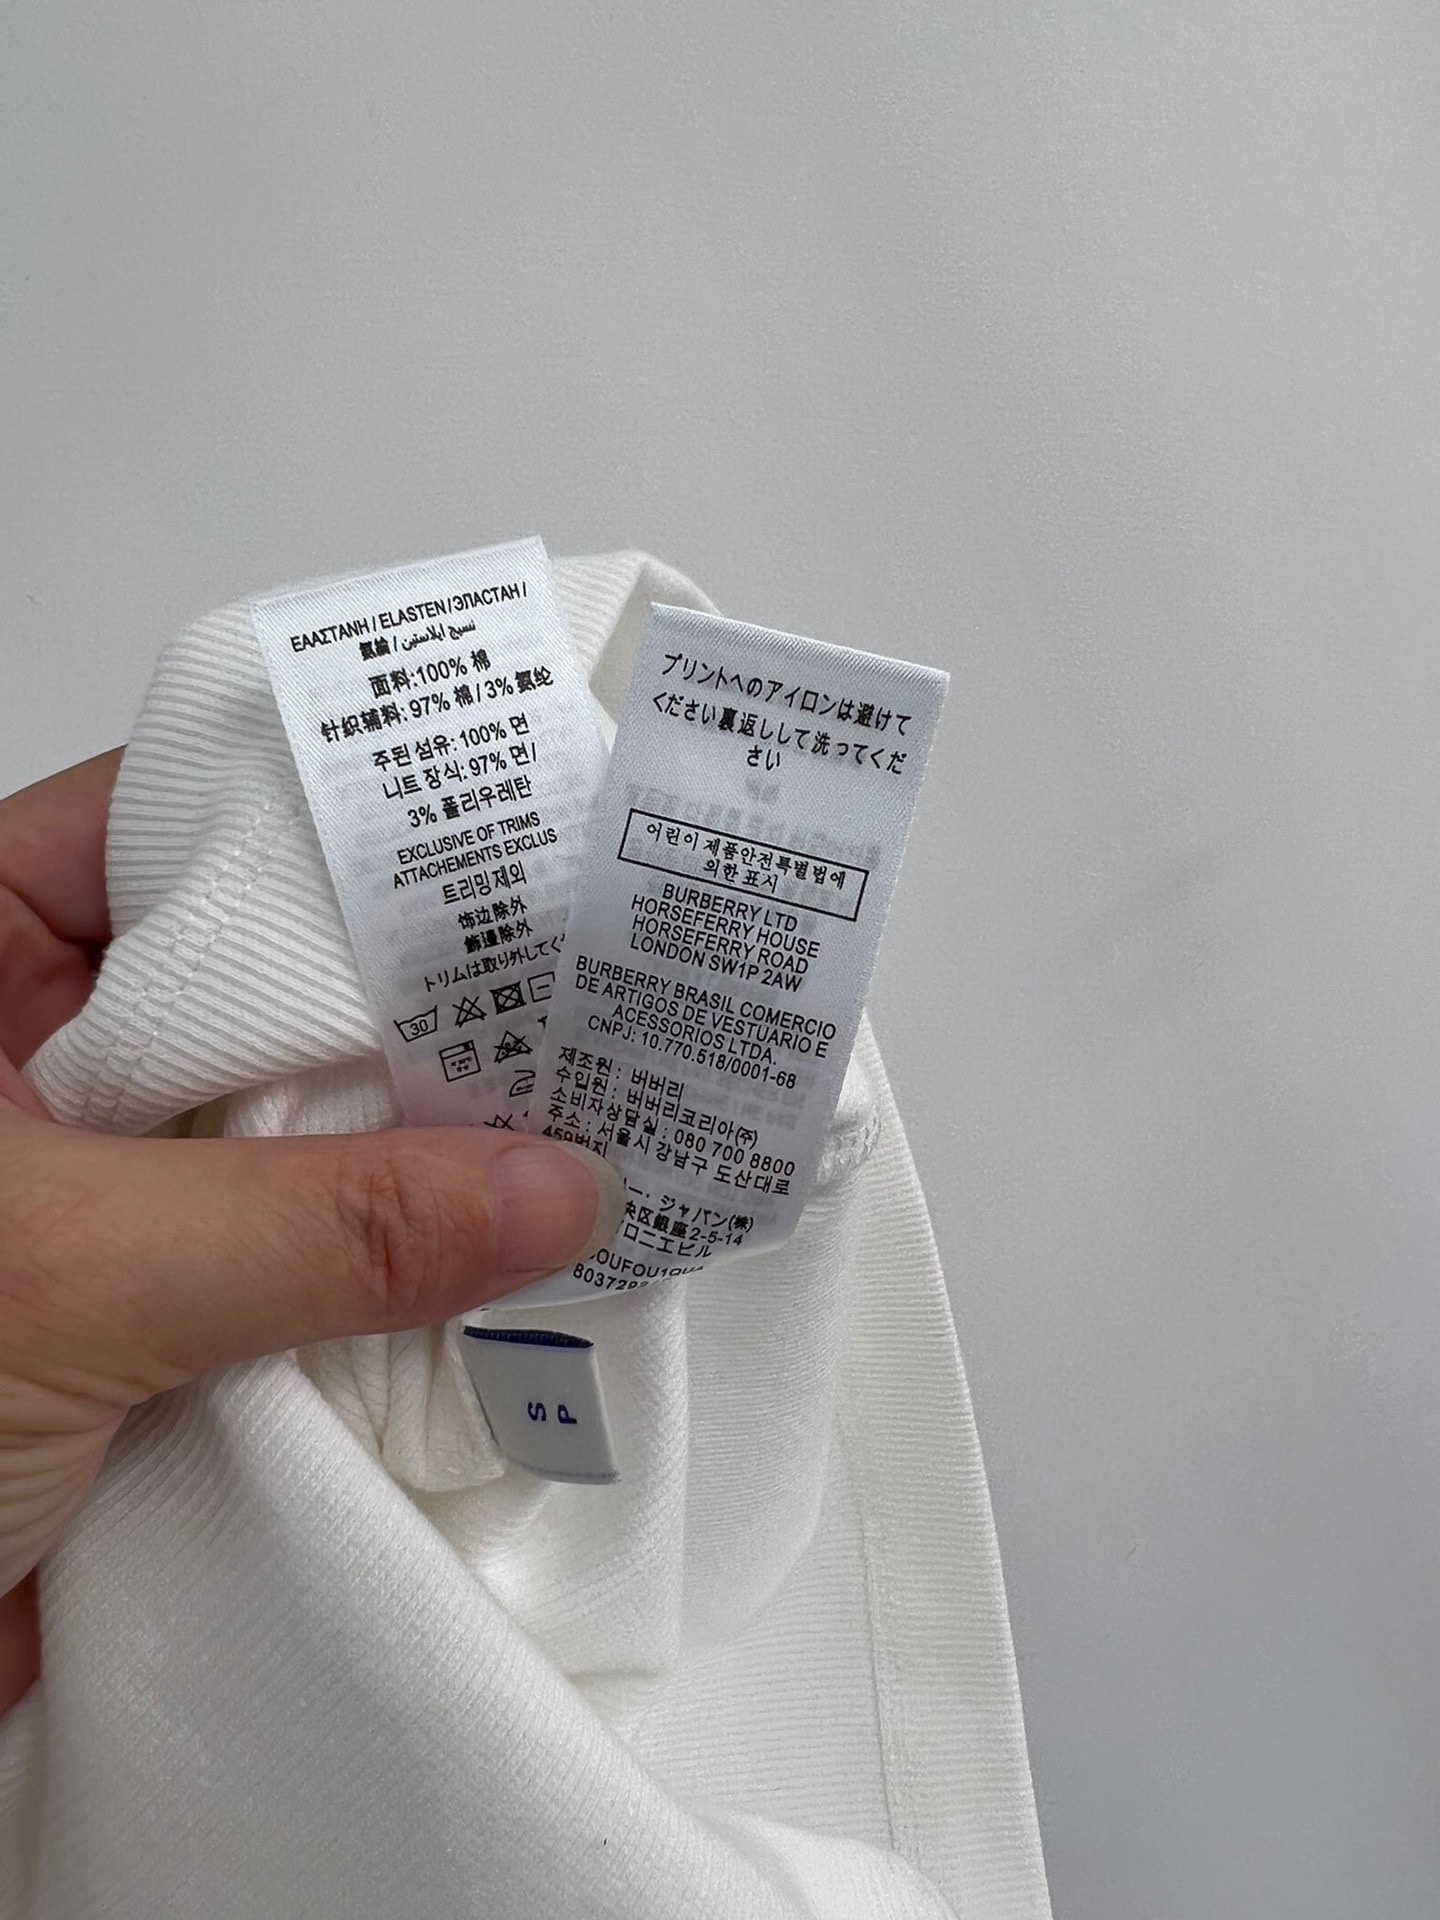 ΕΛΑΣΤΑΝΗ / ELASTEN / ЭЛАСТАН /
氨綸 / نسيج ايلاستين
面料:100% 棉
针织辅料: 97% 棉 / 3% 氨纶
주된 섬유: 100% 면
니트 장식: 97% 면/
3% 폴리우레탄
EXCLUSIVE OF TRIMS
ATTACHEMENTS EXCLUS
트리밍 제외
饰边除外
飾邊除外
トリムは取り外してく
30
プリントへのアイロンは避けて
ください裏返しして洗ってくだ
さい
어린이제품안전특별법에
의한 표시
BURBERRY LTD
HORSEFERRY HOUSE
HORSEFERRY ROAD
LONDON SW1P 2AW
BURBERRY BRASIL COMERCIO
DE ARTIGOS DE VESTUARIO E
ACESSORIOS LTDA.
CNPJ: 10.770.518/0001-68
제조원 : 버버리
수입원 : 버버리코리아(주)
소비자상담실 : 080 700 8800
주소 : 서울시 강남구 도산대로
459번지
ー・ジャパン(株)
央区銀座2-5-14
ロニエビル
S
P